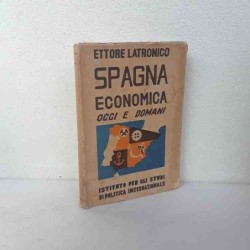 ETTORE LATRONICO
SPAGNA
ECONOMICA
OGGI E DOMANI
ISTITUTO PER GLI STUDI
DI POLITICA INTERNAZIONALE